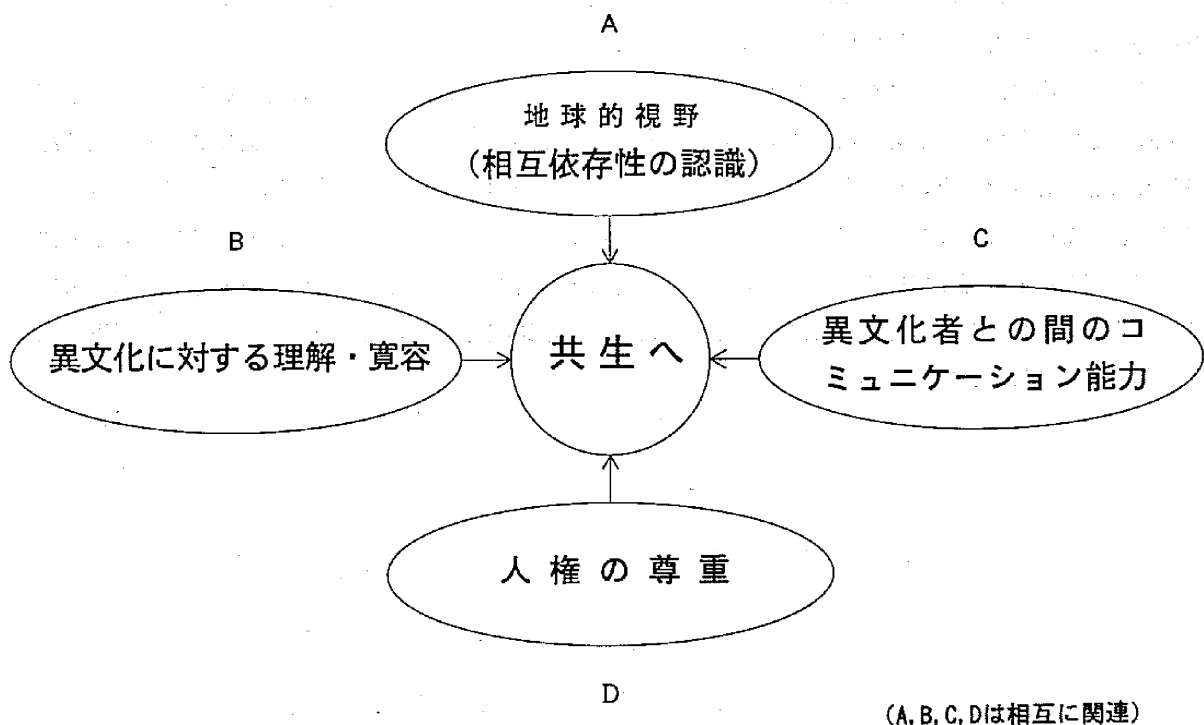 A
地球的視野
(相互依存性の認識)
B
異文化に対する理解・寛容
共生へ
C
異文化者との間のコ
ミュニケーション能力
人権の尊重
D
(A,B,C,Dは相互に関連)